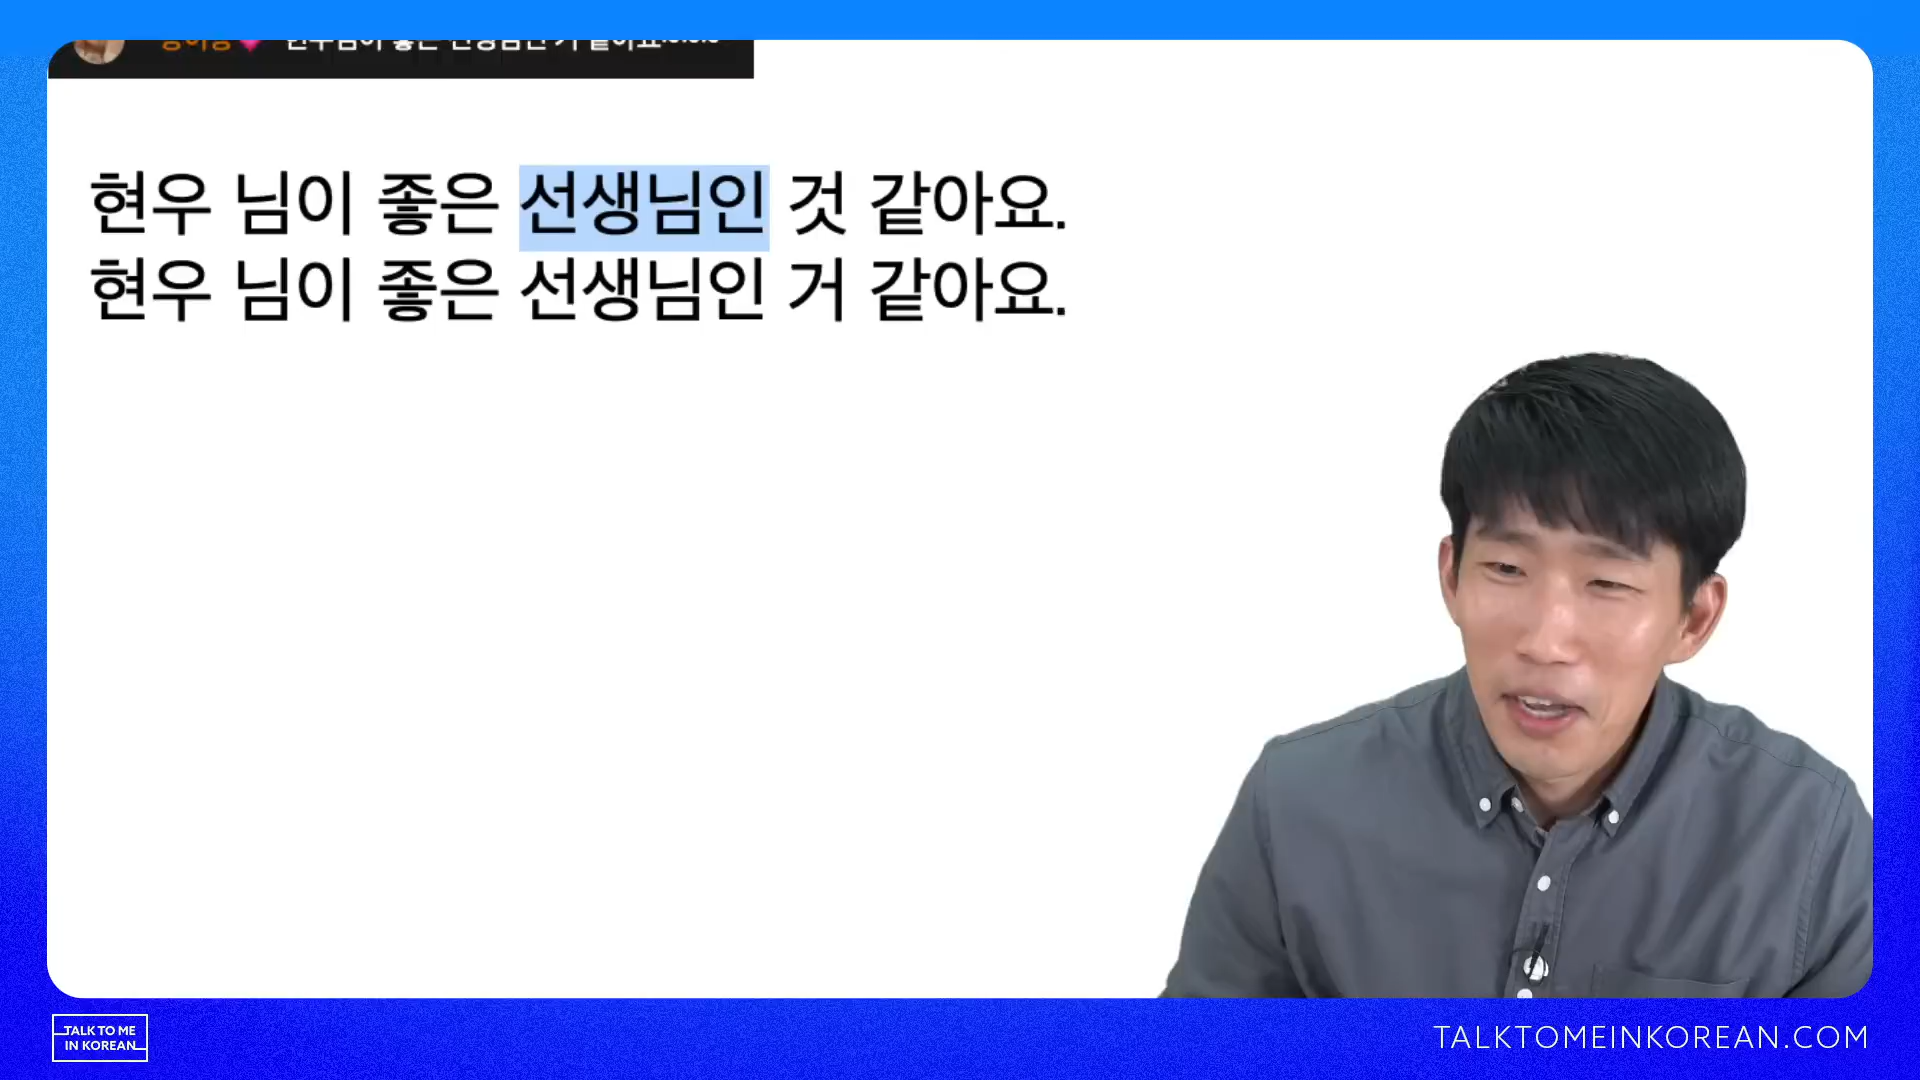 현우 님이 좋은 선생님인 것 같아요.
현우 님이 좋은 선생님인 거 같아요.
TALK TO ME
IN KOREAN
TALKTOMEINKOREAN.COM